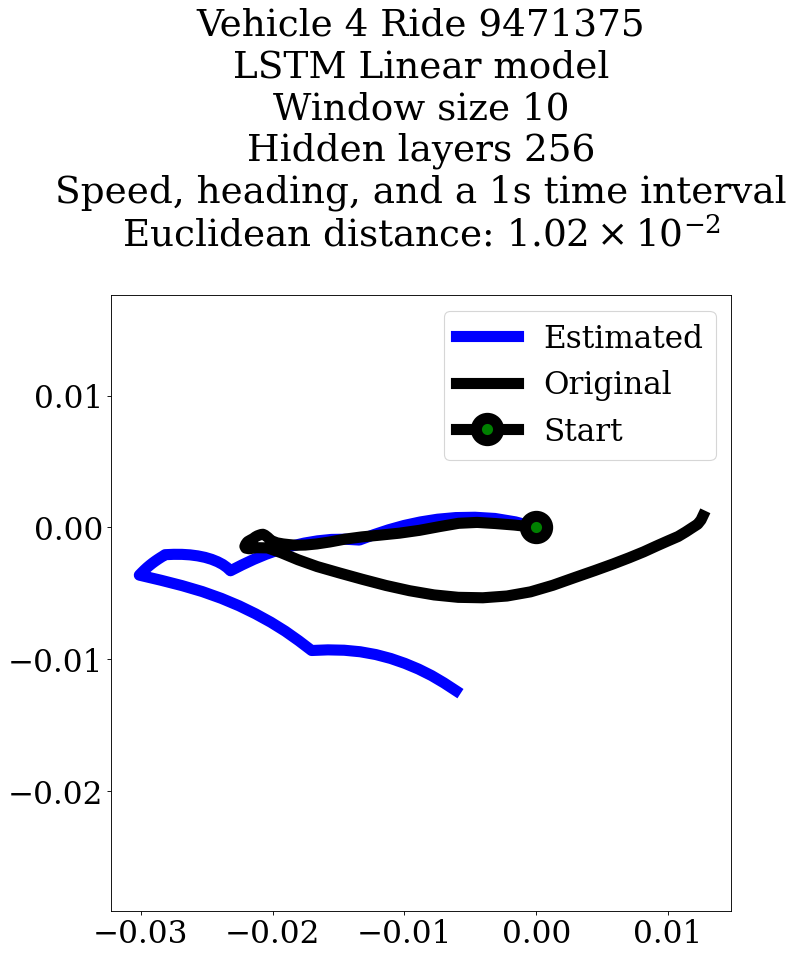 Vehicle 4 Ride 9471375
LSTM Linear model
Window size 10
Hidden layers 256
Speed, heading, and a 1s time interval
Euclidean distance: 1.02 × 10⁻²
Estimated
Original
Start
0.01
0.00
−0.01
−0.02
−0.03 −0.02 −0.01 0.00 0.01